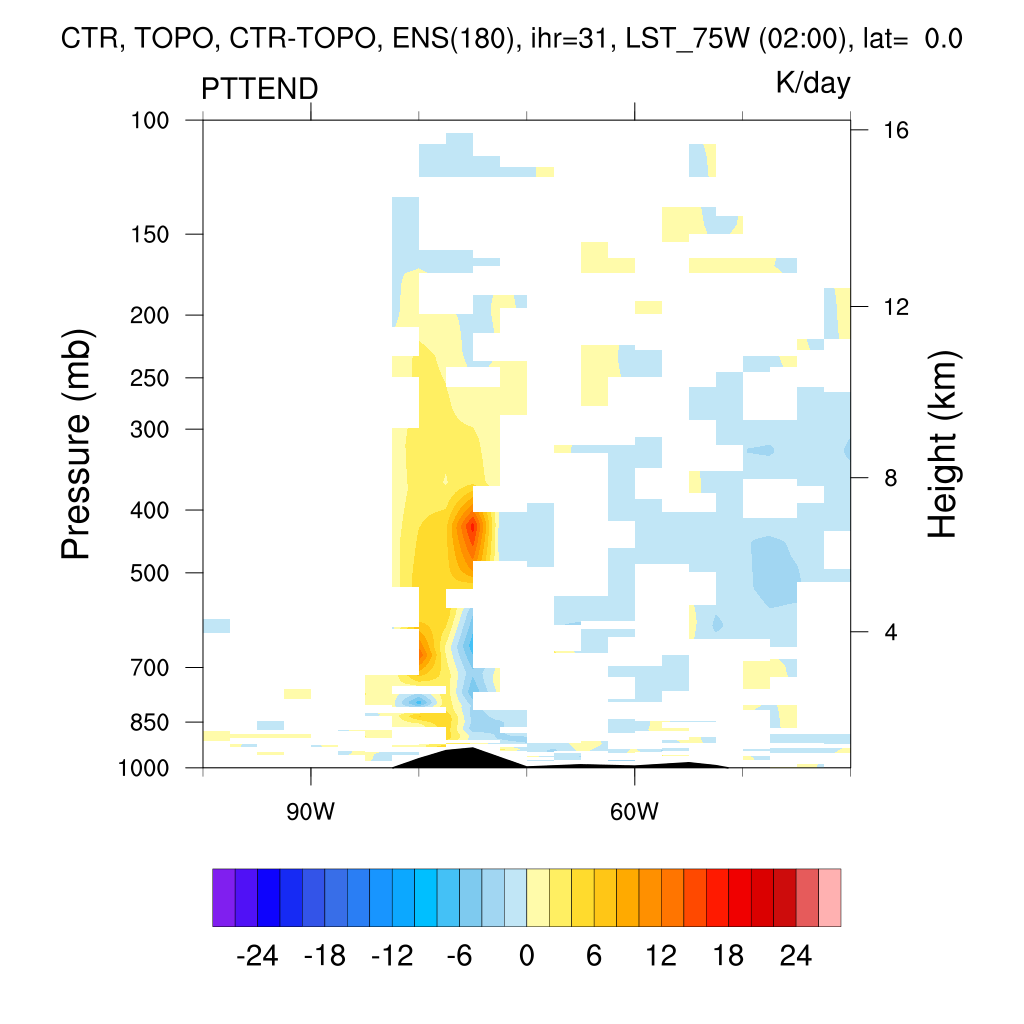 CTR, TOPO, CTR-TOPO, ENS(180), ihr=31, LST_75W (02:00), lat= 0.0
PTTEND K/day
100
150
200
250
300
400
500
700
850
1000
Pressure (mb)
16
12
8
4
Height (km)
90W 60W
-24 -18 -12 -6 0 6 12 18 24